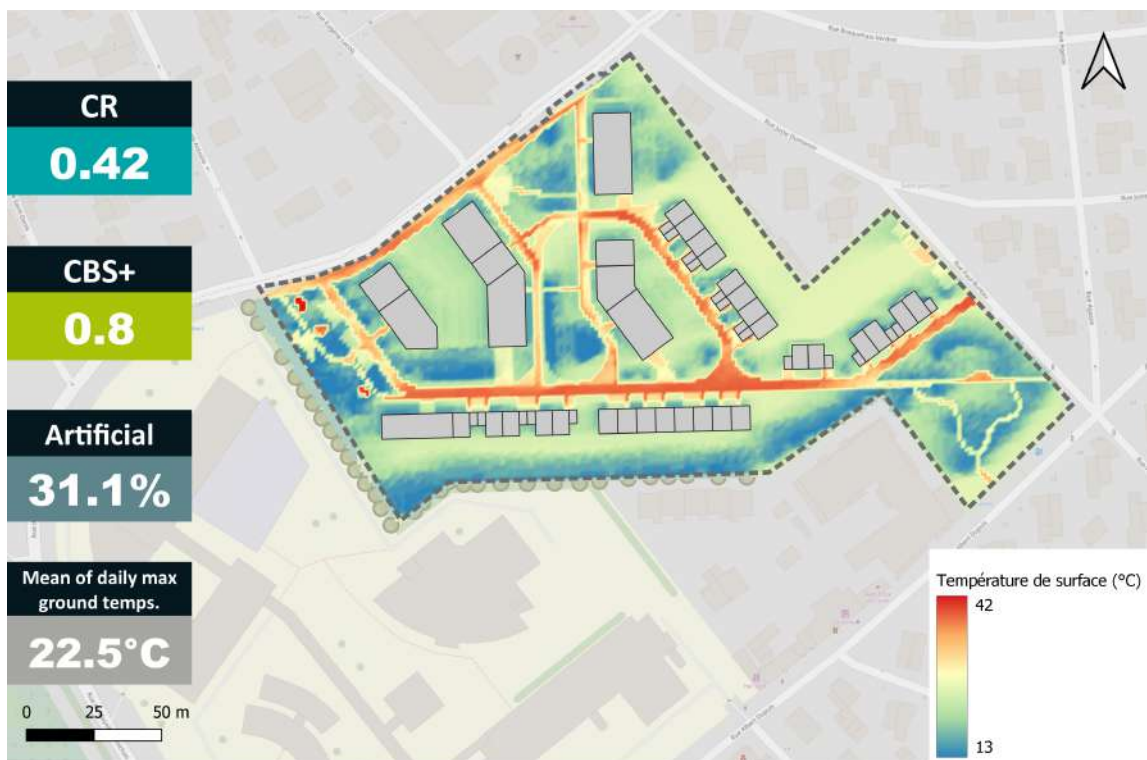 CR
0.42
CBS+
0.8
Artificial
31.1%
Mean of daily max
ground temps.
22.5°C
0 25 50 m
Température de surface (°C)
42
13